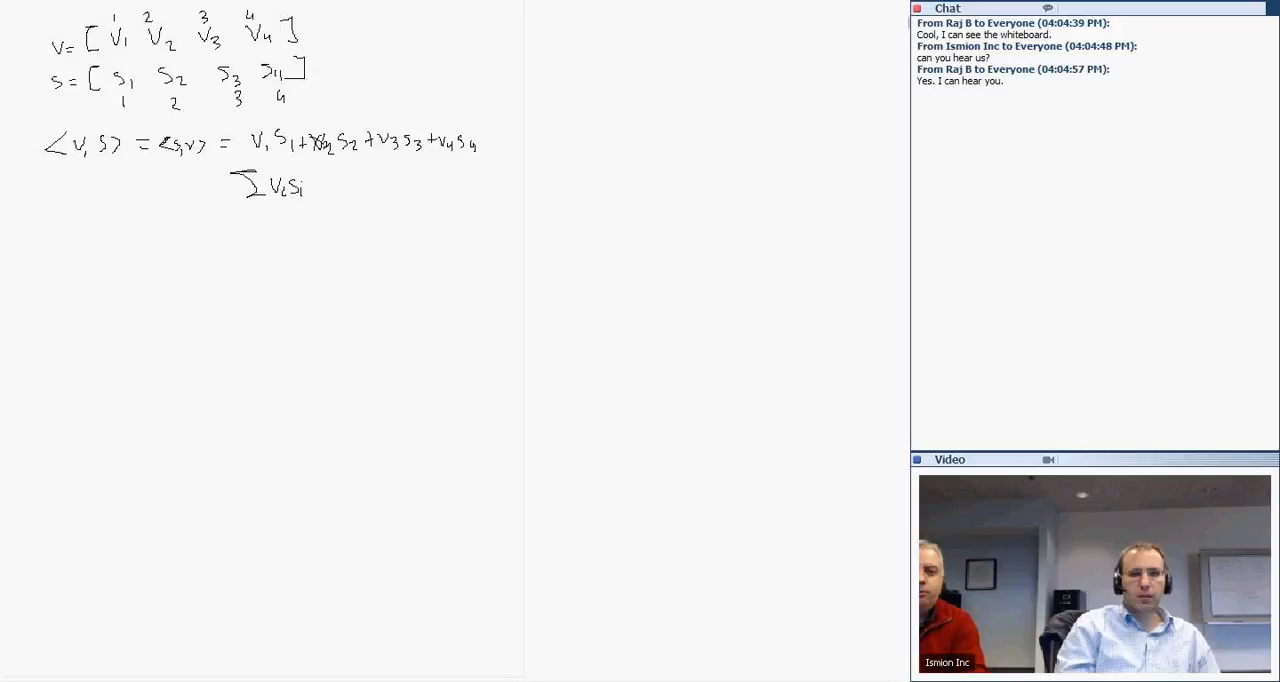 1 2 3 4
v= [ V1 V2 V3 V4 ]
s = [ S1 S2 S3 S4 ]
1 2 3 4
< v, s > = <s,v> = V1 S1 + V2 S2 + V3 S3 + V4 S4
∑ Vi Si
Chat
From Raj B to Everyone (04:04:39 PM):
Cool, I can see the whiteboard.
From Ismion Inc to Everyone (04:04:48 PM):
can you hear us?
From Raj B to Everyone (04:04:57 PM):
Yes. I can hear you.
Video
Ismion Inc